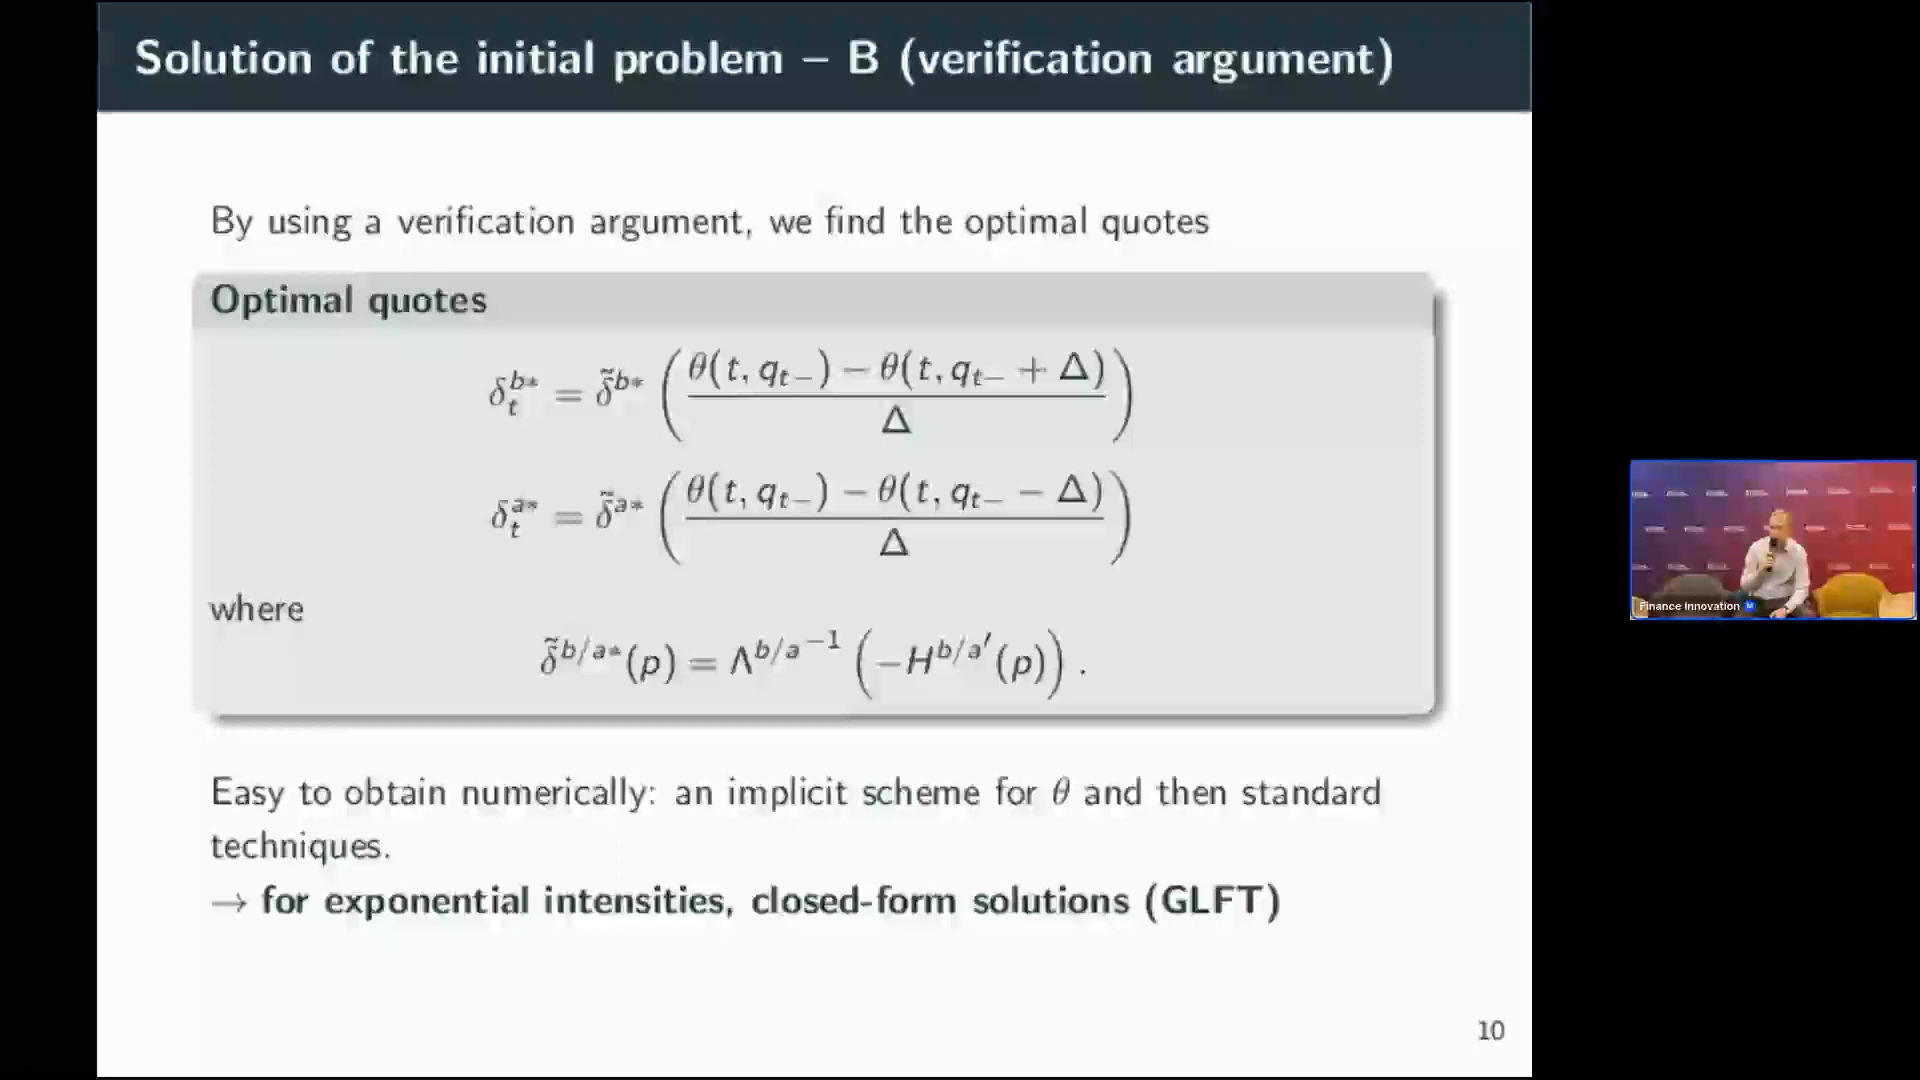 Solution of the initial problem – B (verification argument)
By using a verification argument, we find the optimal quotes
Optimal quotes
δ_t^{b*} = δ̃^{b*} ( (θ(t, q_{t−}) − θ(t, q_{t−} + Δ)) / Δ )
δ_t^{a*} = δ̃^{a*} ( (θ(t, q_{t−}) − θ(t, q_{t−} − Δ)) / Δ )
where
δ̃^{b/a*}(p) = Λ^{b/a −1} ( −H^{b/a′}(p) ) .
Easy to obtain numerically: an implicit scheme for θ and then standard
techniques.
→ for exponential intensities, closed-form solutions (GLFT)
10
Finance Innovation M